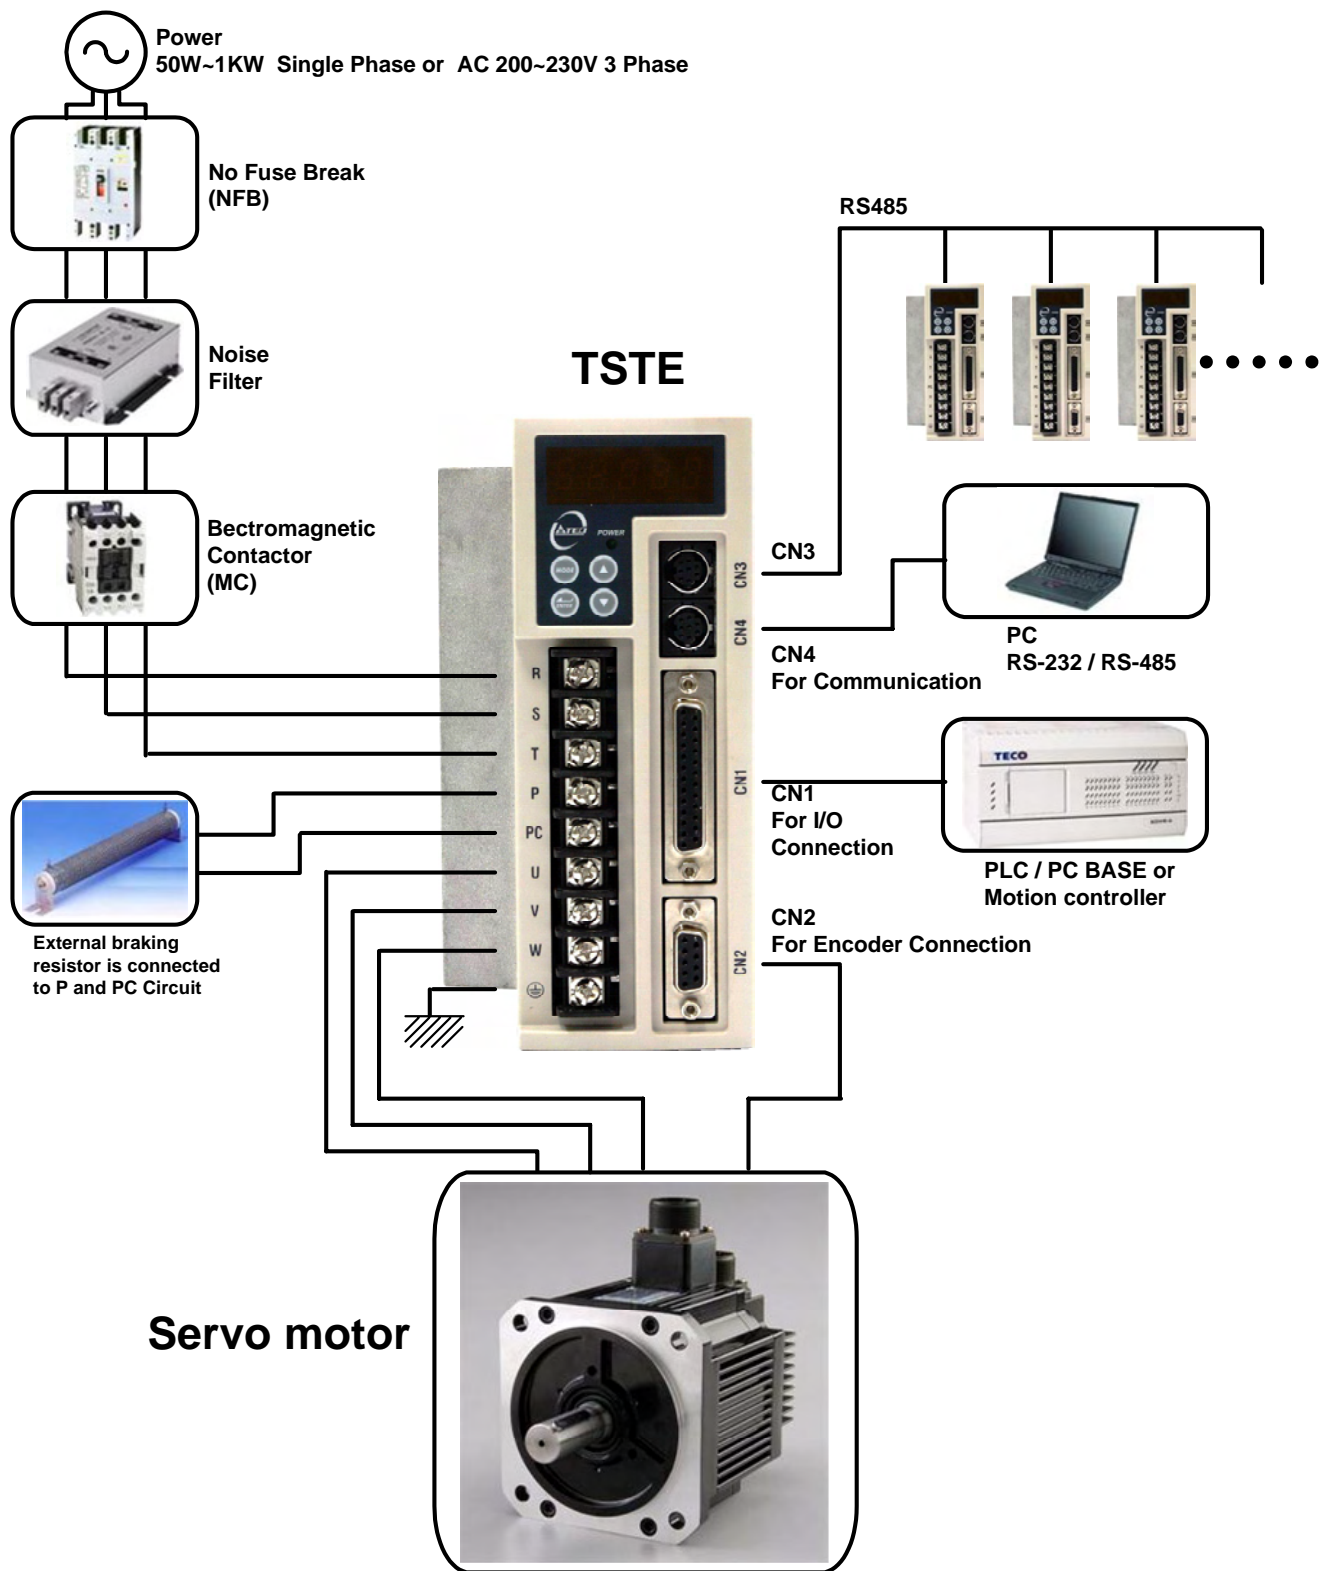 Power
50W~1KW  Single Phase or  AC 200~230V 3 Phase
No Fuse Break
(NFB)
Noise
Filter
Bectromagnetic
Contactor
(MC)
External braking
resistor is connected
to P and PC Circuit
TSTE
POWER
MODE
ENTER
R
S
T
P
PC
U
V
W
CN3
CN4
CN1
CN2
RS485
CN3
CN4
For Communication
PC
RS-232 / RS-485
CN1
For I/O
Connection
TECO
PLC / PC BASE or
Motion controller
CN2
For Encoder Connection
Servo motor